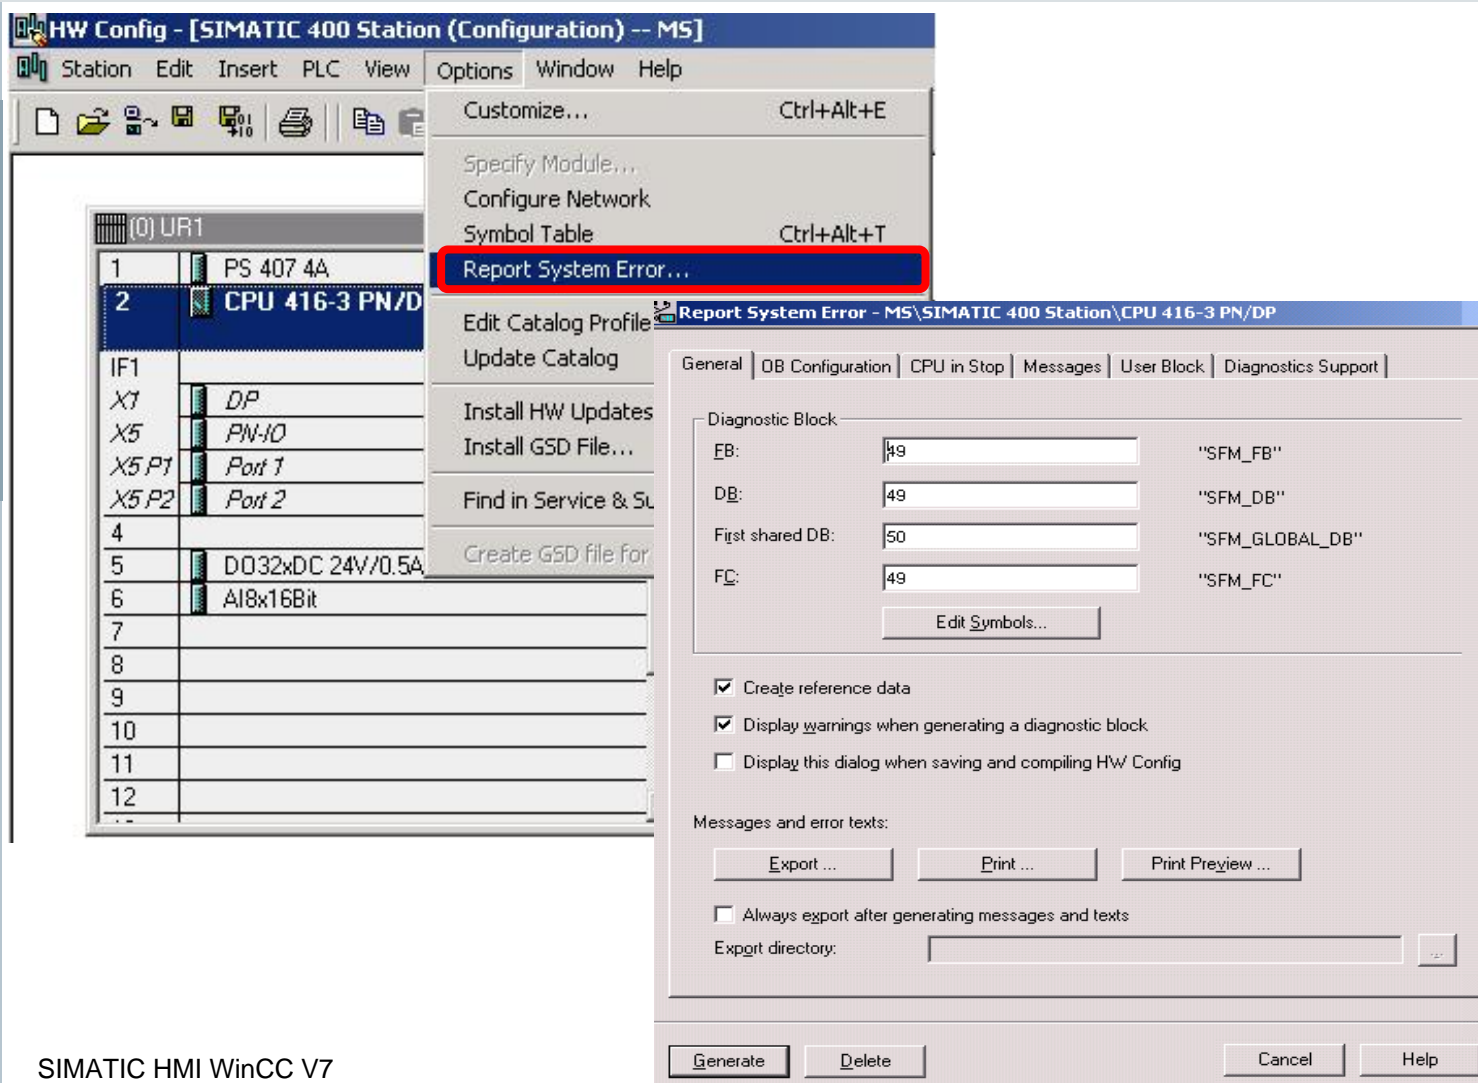 HW Config - [SIMATIC 400 Station (Configuration) -- MS]
Station Edit Insert PLC View Options Window Help
Customize... Ctrl+Alt+E
Specify Module...
Configure Network
Symbol Table Ctrl+Alt+T
Report System Error...
Edit Catalog Profile
Update Catalog
Install HW Updates
Install GSD File...
Find in Service & Su
Create GSD file for
(0) UR1
1 PS 407 4A
2 CPU 416-3 PN/D
IF1
X1 DP
X5 PN-IO
X5 P1 Port 1
X5 P2 Port 2
4
5 DO32xDC 24V/0.5A
6 AI8x16Bit
7
8
9
10
11
12
Report System Error - MS\SIMATIC 400 Station\CPU 416-3 PN/DP
General OB Configuration CPU in Stop Messages User Block Diagnostics Support
Diagnostic Block
FB: 49 "SFM_FB"
DB: 49 "SFM_DB"
First shared DB: 50 "SFM_GLOBAL_DB"
FC: 49 "SFM_FC"
Edit Symbols...
Create reference data
Display warnings when generating a diagnostic block
Display this dialog when saving and compiling HW Config
Messages and error texts:
Export ... Print ... Print Preview ...
Always export after generating messages and texts
Export directory: ...
Generate Delete Cancel Help
SIMATIC HMI WinCC V7